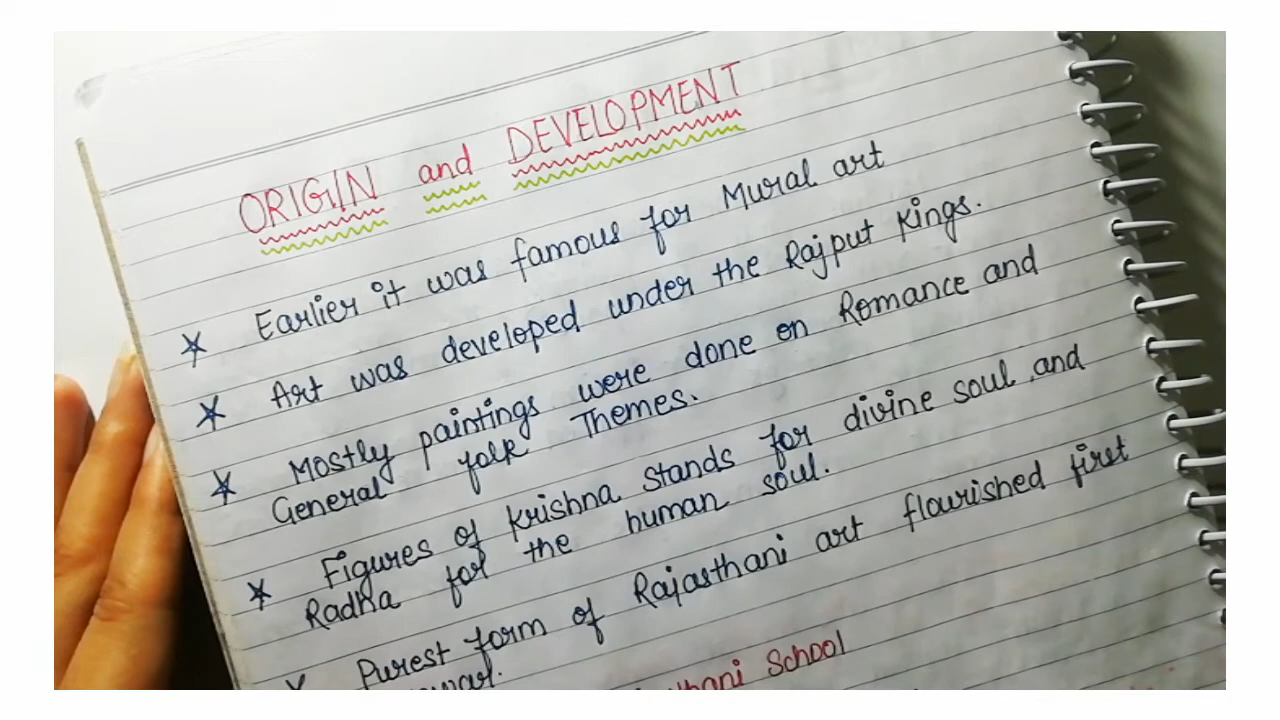 ORIGIN and DEVELOPMENT
Earlier it was famous for Mural art
Art was developed under the Rajput Kings.
Mostly paintings were done on Romance and
General folk Themes.
Figures of Krishna stands for divine soul, and
Radha for the human soul.
Purest form of Rajasthani art flourished first
School